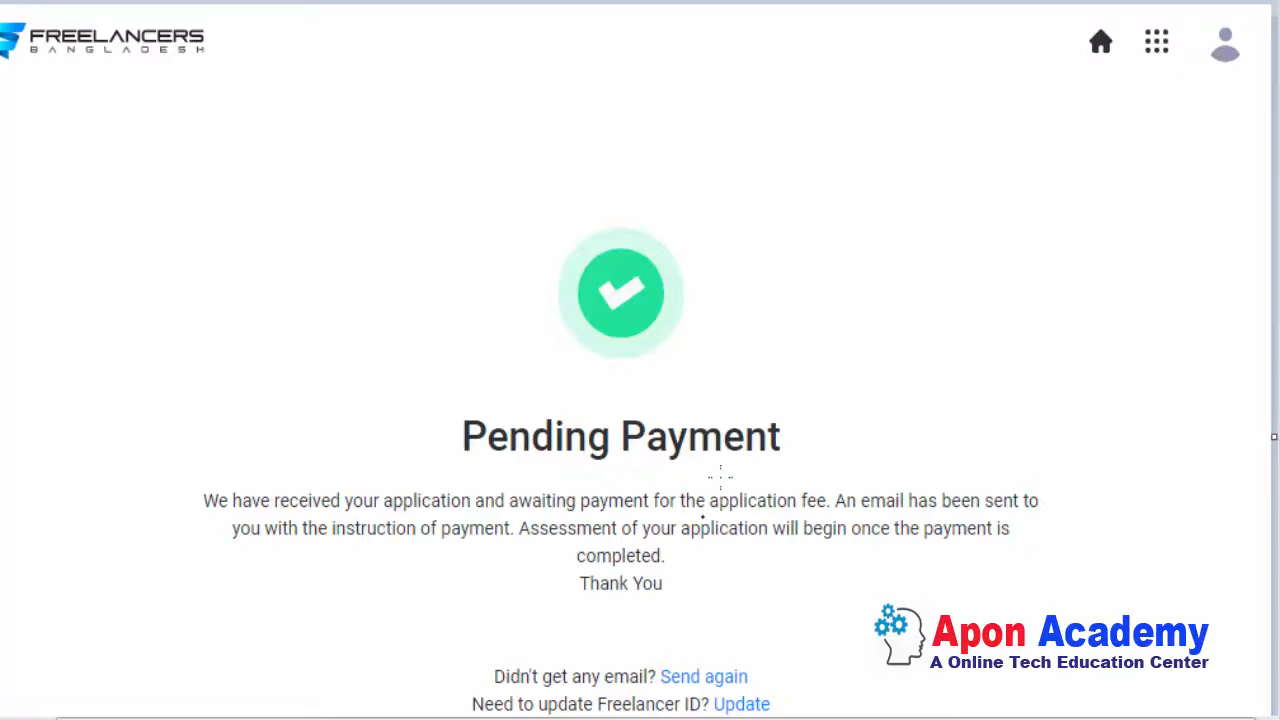 FREELANCERS
BANGLADESH
Pending Payment
We have received your application and awaiting payment for the application fee. An email has been sent to
you with the instruction of payment. Assessment of your application will begin once the payment is
completed.
Thank You
Apon Academy
A Online Tech Education Center
Didn't get any email? Send again
Need to update Freelancer ID? Update